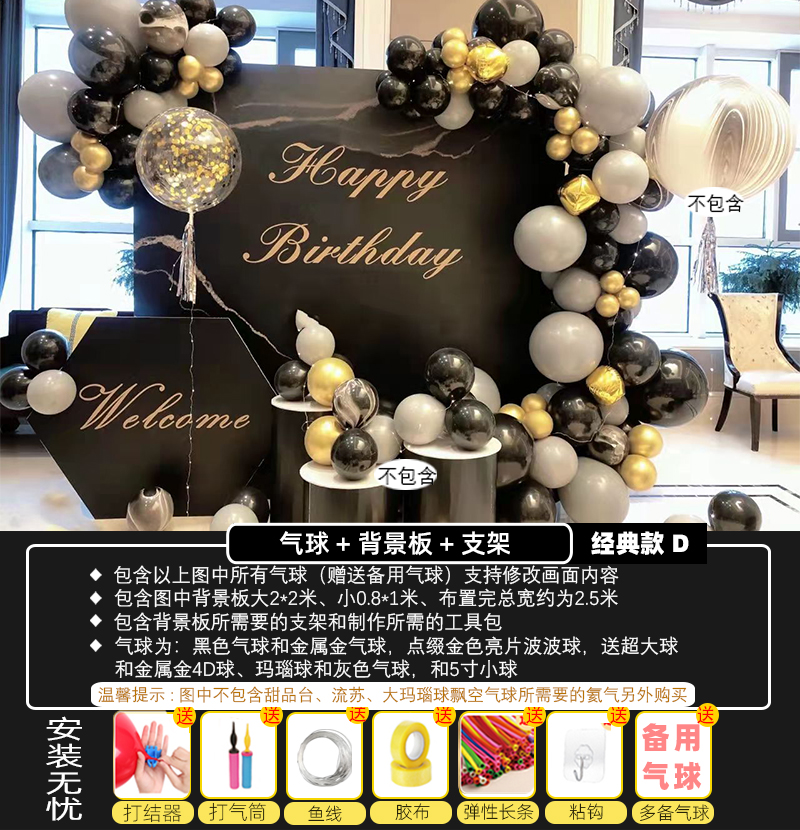 Happy
Birthday
不包含
Welcome
不包含
气球 + 背景板 + 支架
经典款 D
◆ 包含以上图中所有气球（赠送备用气球）支持修改画面内容
◆ 包含图中背景板大2*2米、小0.8*1米、布置完总宽约为2.5米
◆ 包含背景板所需要的支架和制作所需的工具包
◆ 气球为：黑色气球和金属金气球，点缀金色亮片波波球，送超大球
和金属金4D球、玛瑙球和灰色气球，和5寸小球
温馨提示 : 图中不包含甜品台、流苏、大玛瑙球飘空气球所需要的氦气另外购买
安装无忧
送 送 送 送 送 送 送
备用
气球
打结器 打气筒 鱼线 胶布 弹性长条 粘钩 多备气球